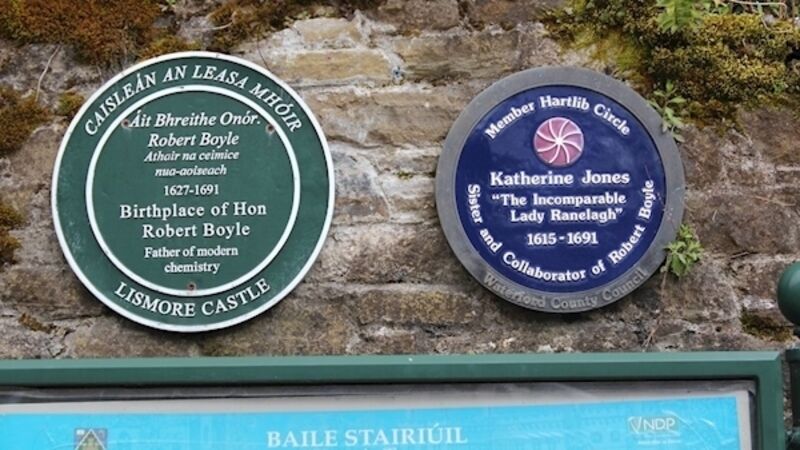 CAISLEÁN AN LEASA MHÓIR
Áit Bhreithe Onór.
Robert Boyle
Athair na ceimice
nua-aoiseach
1627-1691
Birthplace of Hon
Robert Boyle
Father of modern
chemistry
LISMORE CASTLE
Member Hartlib Circle
Katherine Jones
"The Incomparable
Lady Ranelagh"
1615-1691
Sister and Collaborator of Robert Boyle
Waterford County Council
BAILE STAIRIÚIL
NDP